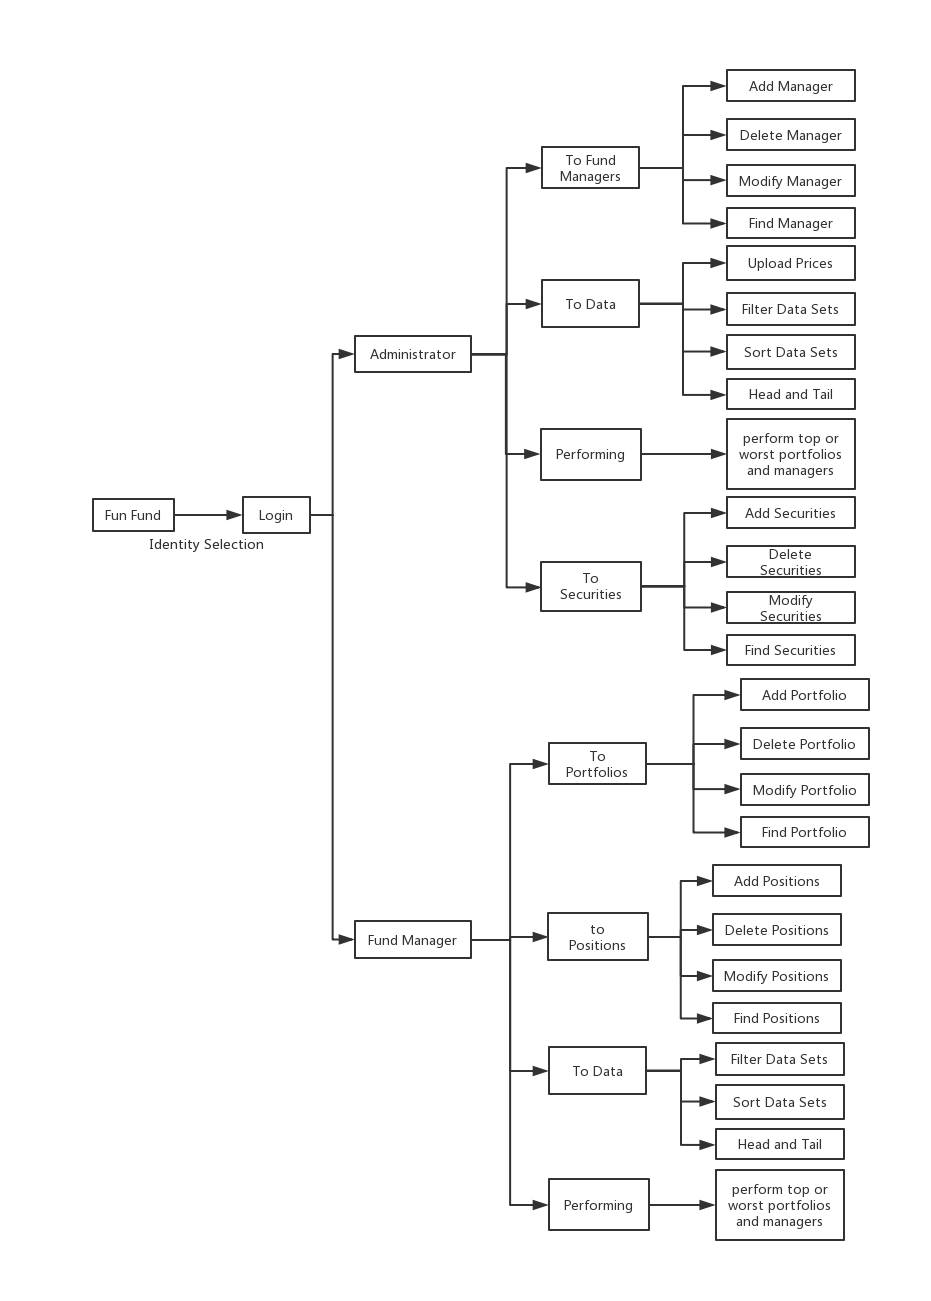 Fun Fund
Identity Selection
Login
Administrator
To Fund
Managers
Add Manager
Delete Manager
Modify Manager
Find Manager
To Data
Upload Prices
Filter Data Sets
Sort Data Sets
Head and Tail
Performing
perform top or
worst portfolios
and managers
To
Securities
Add Securities
Delete
Securities
Modify
Securities
Find Securities
Fund Manager
To
Portfolios
Add Portfolio
Delete Portfolio
Modify Portfolio
Find Portfolio
to
Positions
Add Positions
Delete Positions
Modify Positions
Find Positions
To Data
Filter Data Sets
Sort Data Sets
Head and Tail
Performing
perform top or
worst portfolios
and managers